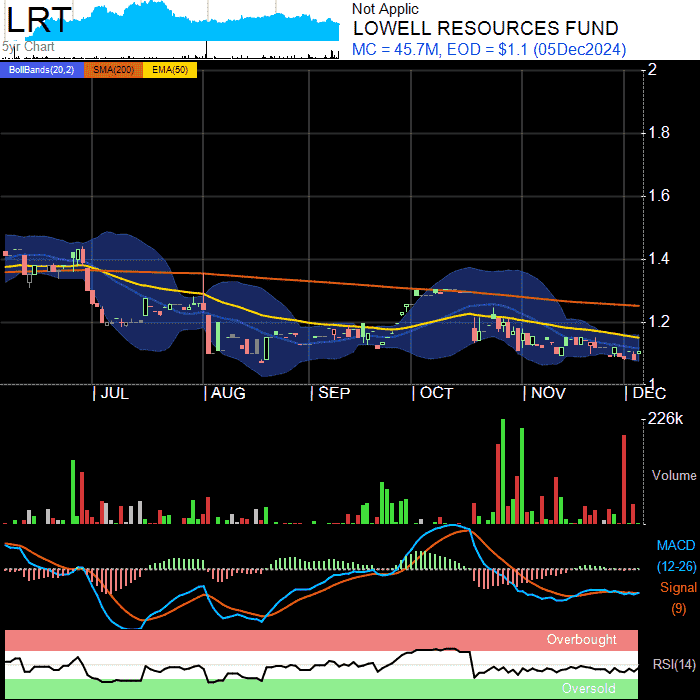 LRT
5yr Chart
Not Applic
LOWELL RESOURCES FUND
MC = 45.7M, EOD = $1.1 (05Dec2024)
BollBands(20,2) SMA(200) EMA(50)
2
1.8
1.6
1.4
1.2
1
JUL AUG SEP OCT NOV DEC
226k
Volume
MACD
(12-26)
Signal
(9)
Overbought
RSI(14)
Oversold